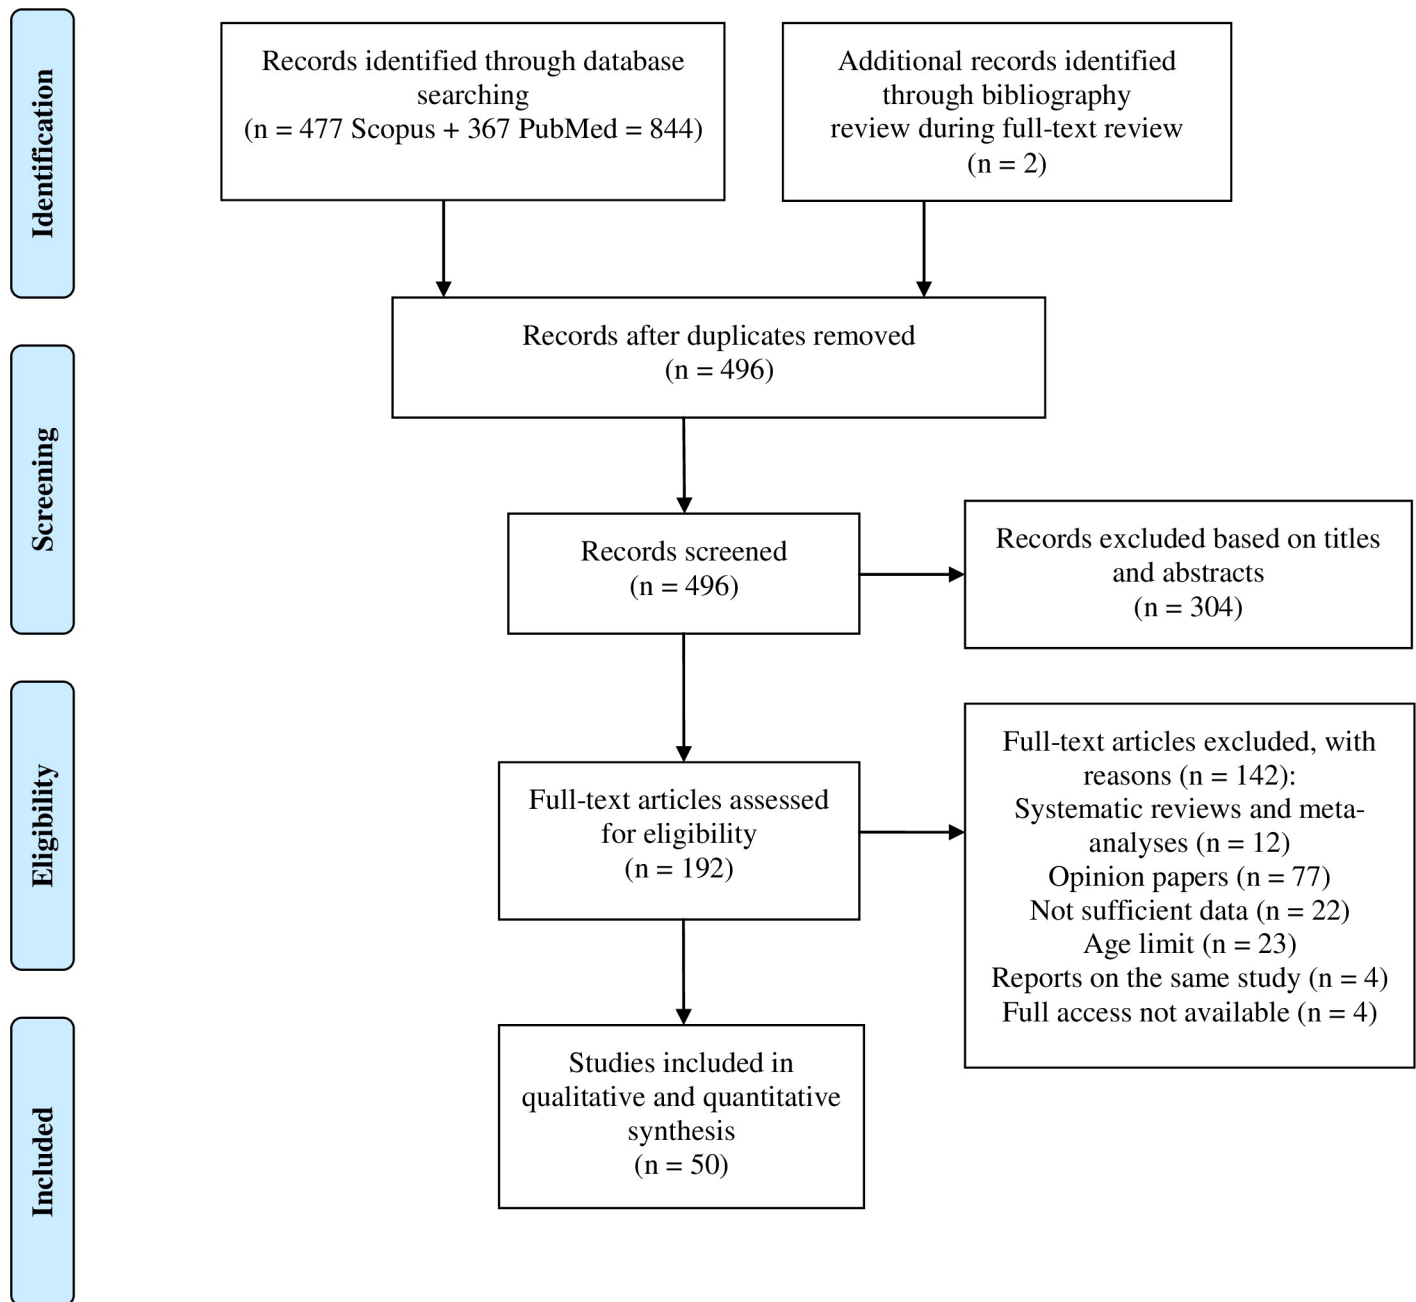 Identification
Records identified through database
searching
(n = 477 Scopus + 367 PubMed = 844)
Additional records identified
through bibliography
review during full-text review
(n = 2)
Records after duplicates removed
(n = 496)
Screening
Records screened
(n = 496)
Records excluded based on titles
and abstracts
(n = 304)
Eligibility
Full-text articles assessed
for eligibility
(n = 192)
Full-text articles excluded, with
reasons (n = 142):
Systematic reviews and meta-
analyses (n = 12)
Opinion papers (n = 77)
Not sufficient data (n = 22)
Age limit (n = 23)
Reports on the same study (n = 4)
Full access not available (n = 4)
Included
Studies included in
qualitative and quantitative
synthesis
(n = 50)